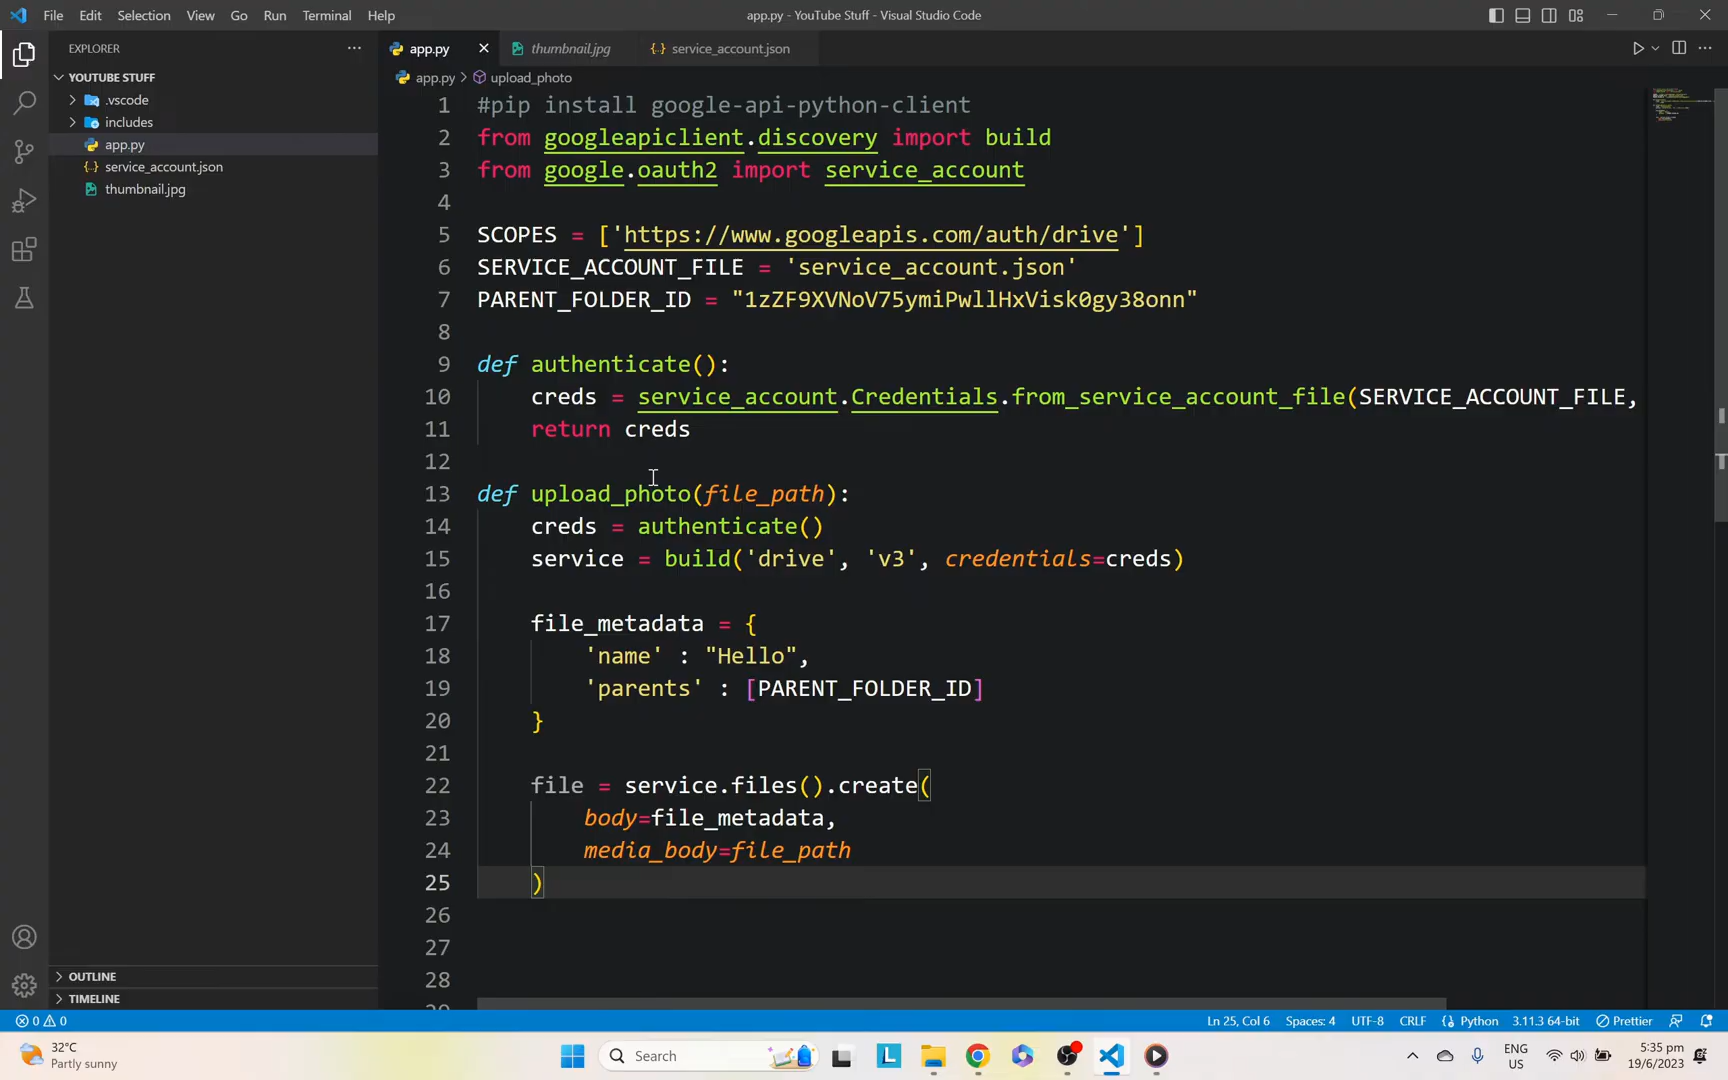 File Edit Selection View Go Run Terminal Help
app.py - YouTube Stuff - Visual Studio Code
EXPLORER
YOUTUBE STUFF
.vscode
includes
app.py
service_account.json
thumbnail.jpg
OUTLINE
TIMELINE
app.py thumbnail.jpg service_account.json
app.py > upload_photo
1 #pip install google-api-python-client
2 from googleapiclient.discovery import build
3 from google.oauth2 import service_account
4
5 SCOPES = ['https://www.googleapis.com/auth/drive']
6 SERVICE_ACCOUNT_FILE = 'service_account.json'
7 PARENT_FOLDER_ID = "1zZF9XVNoV75ymiPwllHxVisk0gy38onn"
8
9 def authenticate():
10 creds = service_account.Credentials.from_service_account_file(SERVICE_ACCOUNT_FILE,
11 return creds
12
13 def upload_photo(file_path):
14 creds = authenticate()
15 service = build('drive', 'v3', credentials=creds)
16
17 file_metadata = {
18 'name' : "Hello",
19 'parents' : [PARENT_FOLDER_ID]
20 }
21
22 file = service.files().create(
23 body=file_metadata,
24 media_body=file_path
25 )
26
27
28
0 0
Ln 25, Col 6 Spaces: 4 UTF-8 CRLF Python 3.11.3 64-bit Prettier
32°C
Partly sunny
Search
L
ENG
US
5:35 pm
19/6/2023